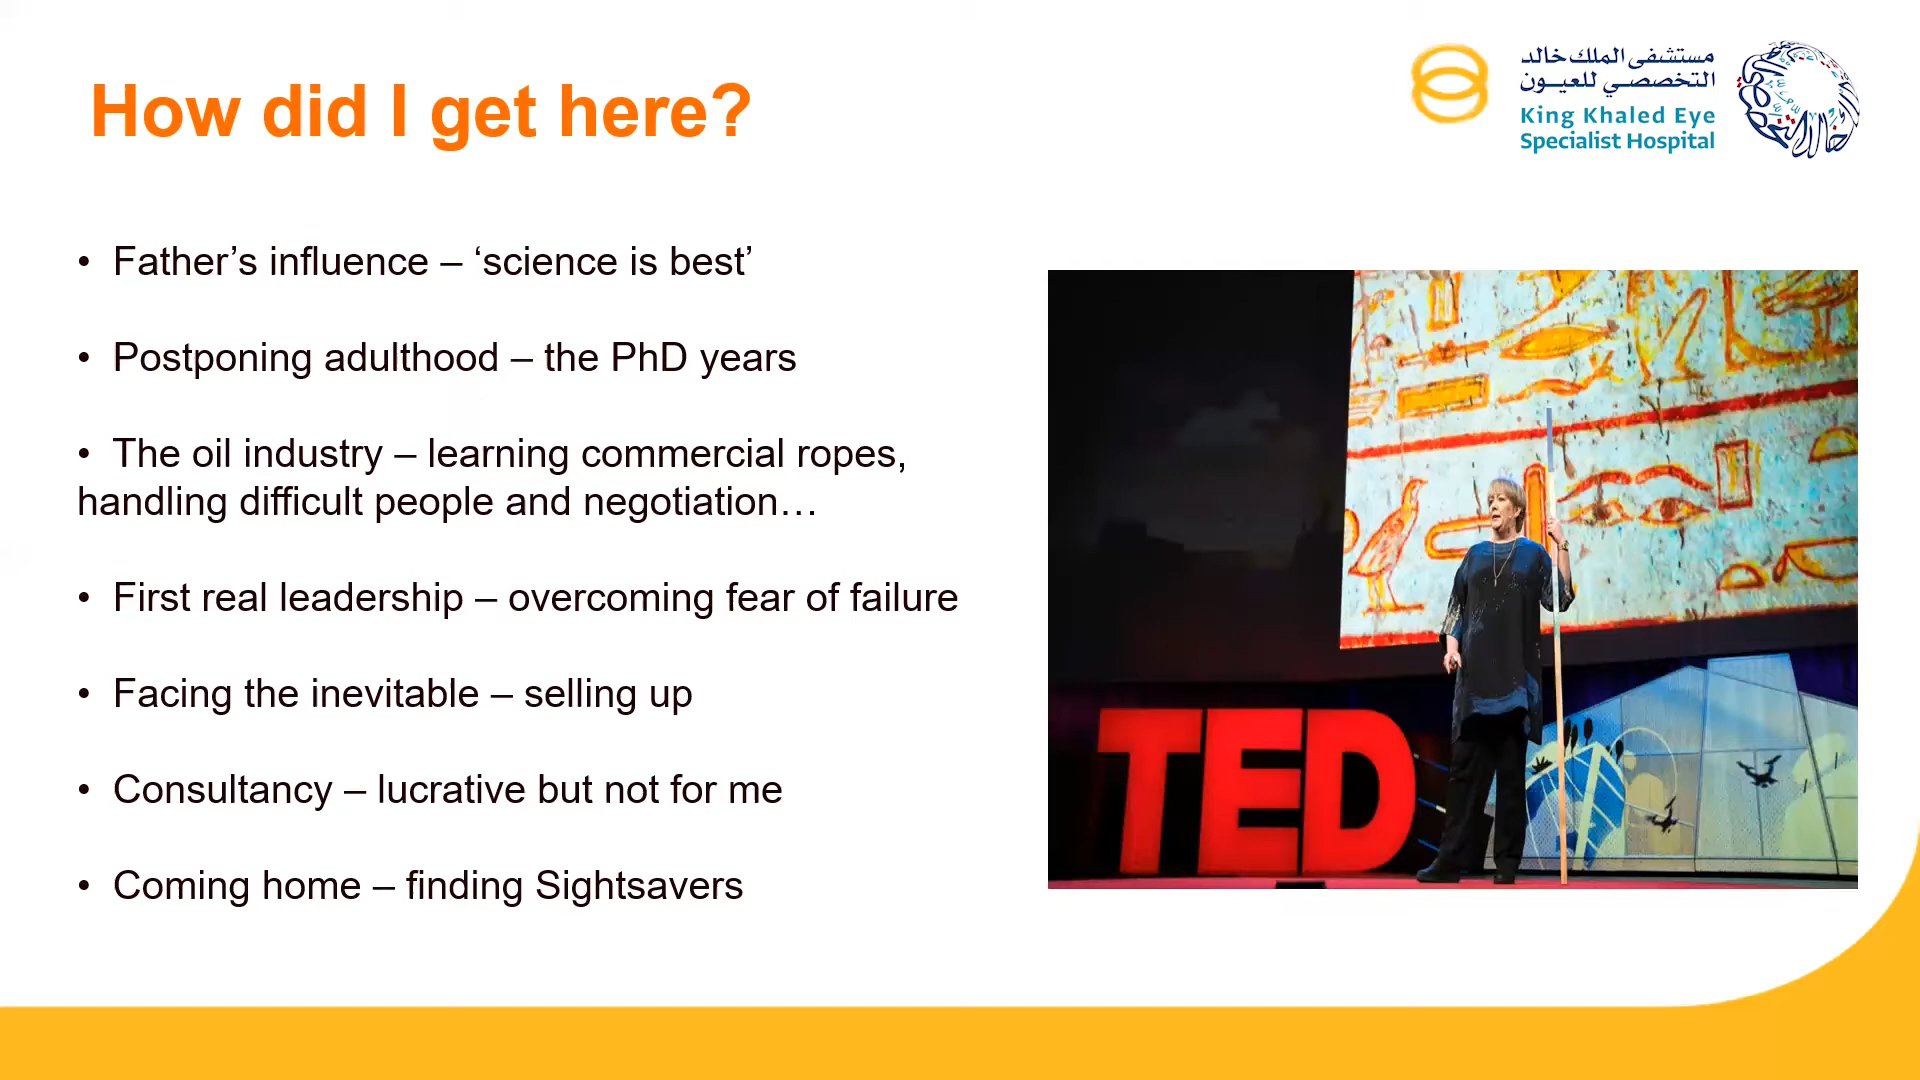 How did I get here?
مستشفى الملك خالد
التخصصي للعيون
King Khaled Eye
Specialist Hospital
• Father’s influence – ‘science is best’
• Postponing adulthood – the PhD years
• The oil industry – learning commercial ropes,
handling difficult people and negotiation…
• First real leadership – overcoming fear of failure
• Facing the inevitable – selling up
• Consultancy – lucrative but not for me
• Coming home – finding Sightsavers
TED